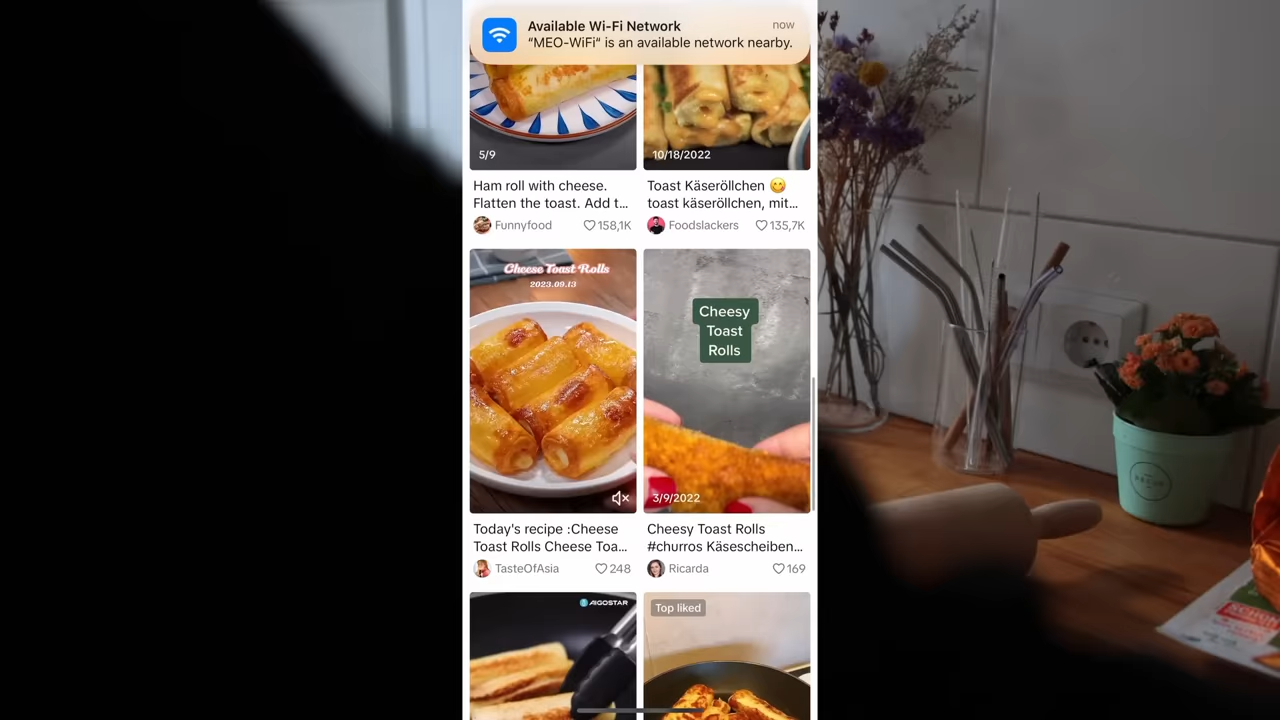 Available Wi-Fi Network
now
“MEO-WiFi“ is an available network nearby.
5/9
10/18/2022
Ham roll with cheese.
Flatten the toast. Add t...
Funnyfood
158,1K
Toast Käseröllchen 😋
toast käseröllchen, mit...
Foodslackers
135,7K
Cheese Toast Rolls
2023.09.13
Cheesy
Toast
Rolls
3/9/2022
Today's recipe :Cheese
Toast Rolls Cheese Toa...
TasteOfAsia
248
Cheesy Toast Rolls
#churros Käsescheiben...
Ricarda
169
AIGOSTAR
Top liked